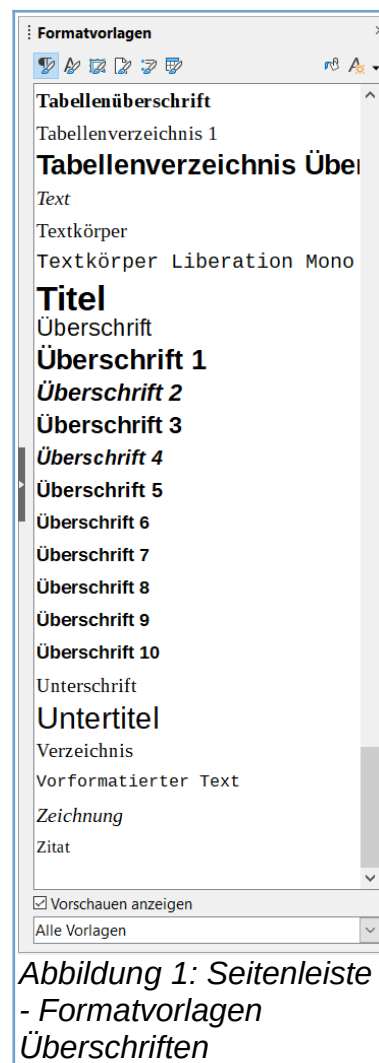 Formatvorlagen
Tabellenüberschrift
Tabellenverzeichnis 1
Tabellenverzeichnis Über
Text
Textkörper
Textkörper Liberation Mono
Titel
Überschrift
Überschrift 1
Überschrift 2
Überschrift 3
Überschrift 4
Überschrift 5
Überschrift 6
Überschrift 7
Überschrift 8
Überschrift 9
Überschrift 10
Unterschrift
Untertitel
Verzeichnis
Vorformatierter Text
Zeichnung
Zitat
Vorschauen anzeigen
Alle Vorlagen
Abbildung 1: Seitenleiste
- Formatvorlagen
Überschriften